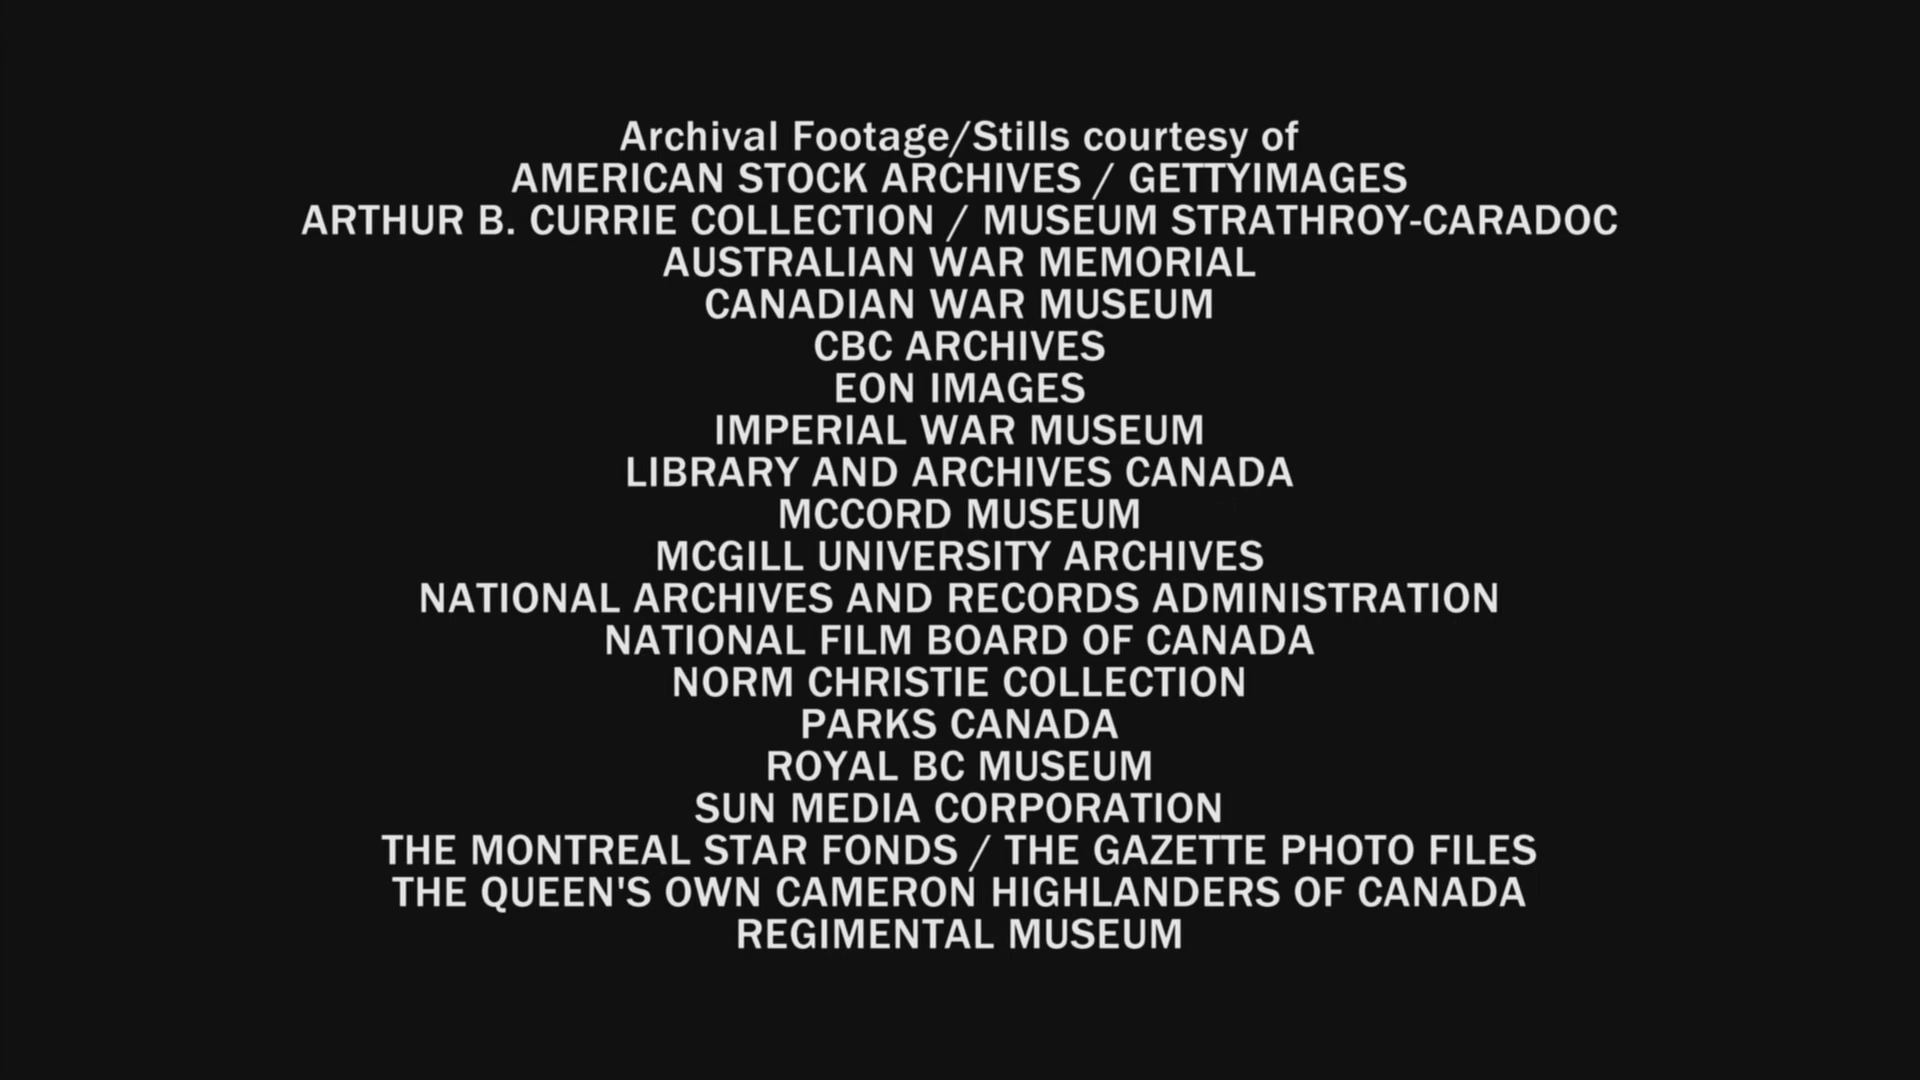 Archival Footage/Stills courtesy of
AMERICAN STOCK ARCHIVES / GETTYIMAGES
ARTHUR B. CURRIE COLLECTION / MUSEUM STRATHROY-CARADOC
AUSTRALIAN WAR MEMORIAL
CANADIAN WAR MUSEUM
CBC ARCHIVES
EON IMAGES
IMPERIAL WAR MUSEUM
LIBRARY AND ARCHIVES CANADA
MCCORD MUSEUM
MCGILL UNIVERSITY ARCHIVES
NATIONAL ARCHIVES AND RECORDS ADMINISTRATION
NATIONAL FILM BOARD OF CANADA
NORM CHRISTIE COLLECTION
PARKS CANADA
ROYAL BC MUSEUM
SUN MEDIA CORPORATION
THE MONTREAL STAR FONDS / THE GAZETTE PHOTO FILES
THE QUEEN'S OWN CAMERON HIGHLANDERS OF CANADA
REGIMENTAL MUSEUM